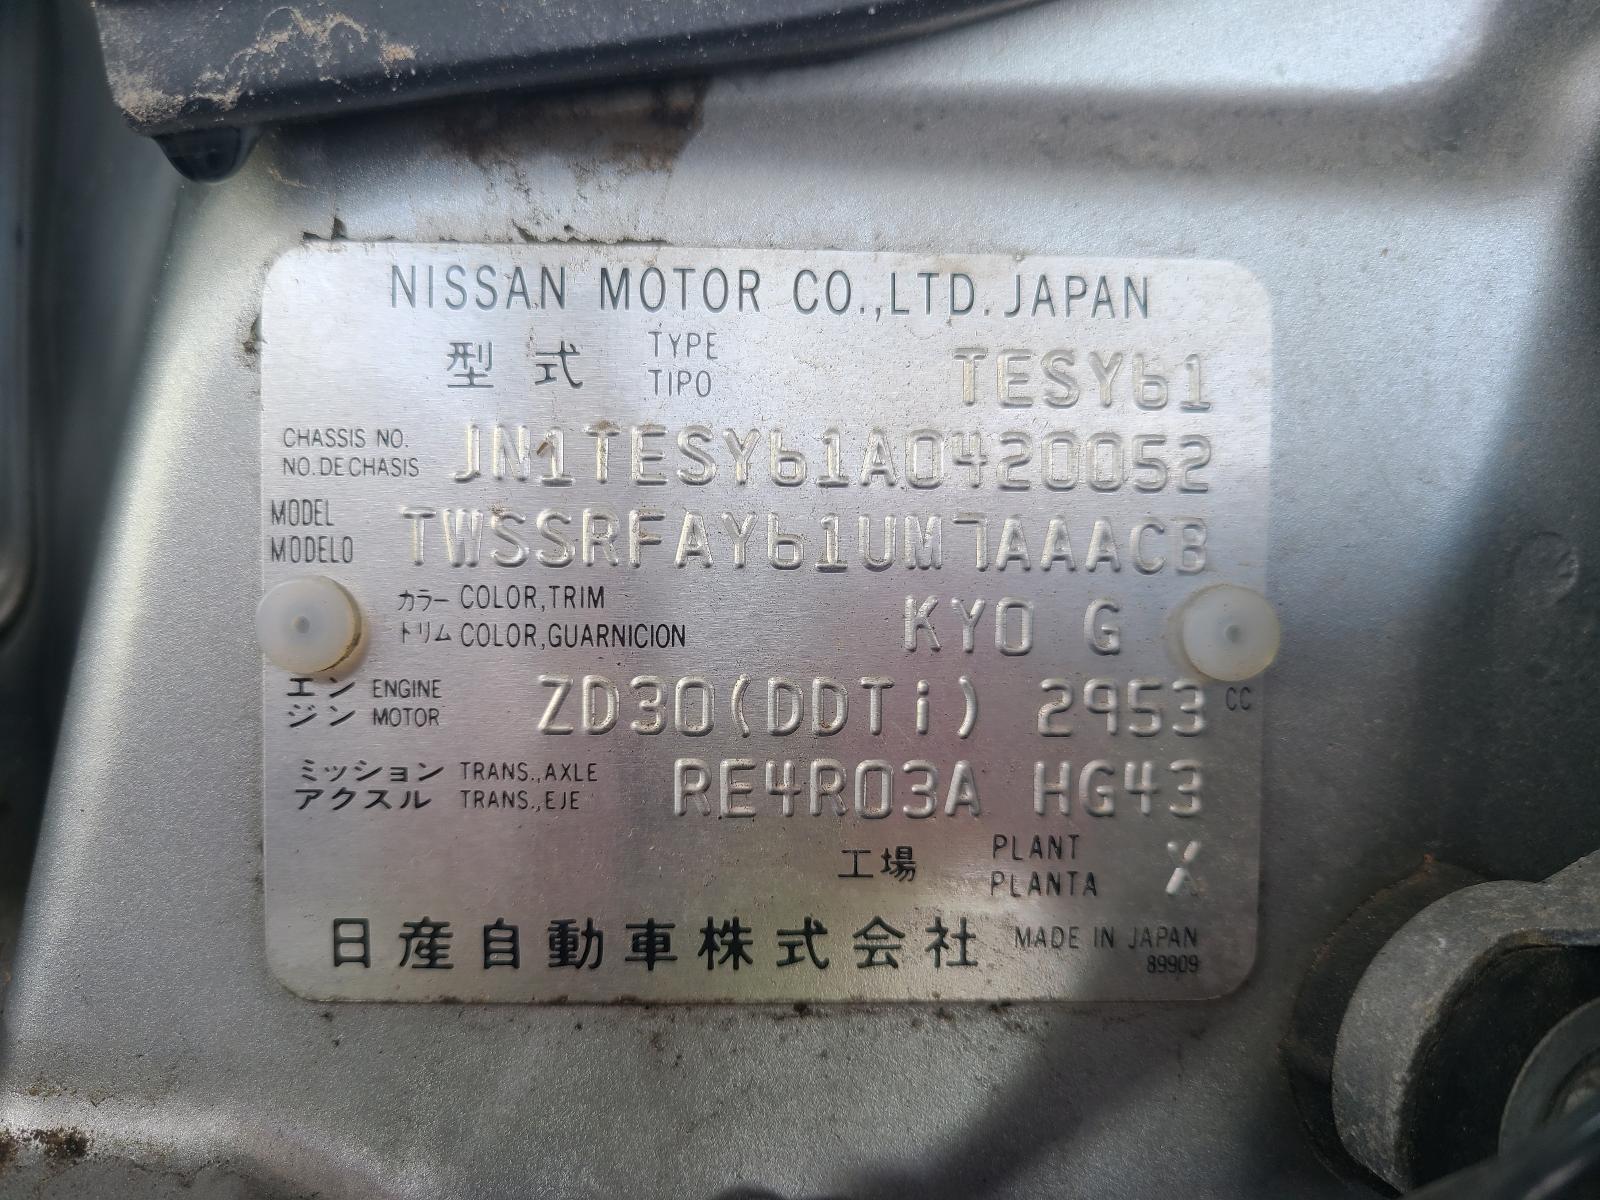 NISSAN MOTOR CO.,LTD. JAPAN
型式 TYPE TIPO TESY61
CHASSIS NO. NO.DE CHASIS JN1TESY61A0420052
MODEL MODELO TWSSRFAY61UM7AAACB
カラー COLOR,TRIM
トリム COLOR,GUARNICION KY0 G
エンジン ENGINE MOTOR ZD30(DDTi) 2953 CC
ミッション TRANS.,AXLE
アクスル TRANS.,EJE RE4R03A HG43
工場 PLANT PLANTA X
日産自動車株式会社 MADE IN JAPAN
89909